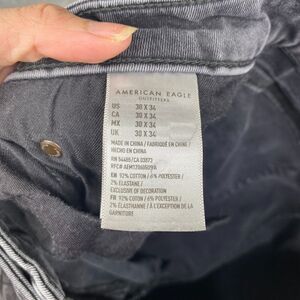 AMERICAN EAGLE
OUTFITTERS
US 30 X 34
CA 30 X 34
MX 30 X 34
UK 30 X 34
MADE IN CHINA / FABRIQUÉ EN CHINE /
HECHO EN CHINA
RN 54485/CA 03873
EN 92% COTTON / 6% POLYESTER/
2% ELASTANE /
EXCLUSIVE OF DECORATION
FR 92% COTON / 6% POLYESTER/
2% ÉLASTHANNE / À L'EXCEPTION DE LA
GARNITURE